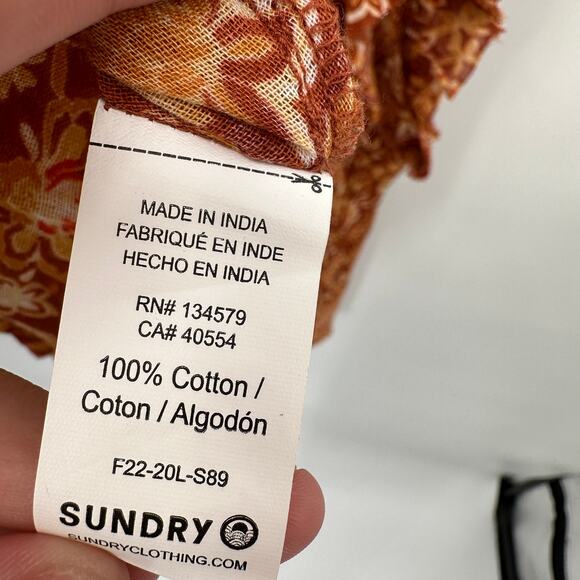 MADE IN INDIA
FABRIQUÉ EN INDE
HECHO EN INDIA
RN# 134579
CA# 40554
100% Cotton /
Coton / Algodón
F22-20L-S89
SUNDRY
SUNDRYCLOTHING.COM